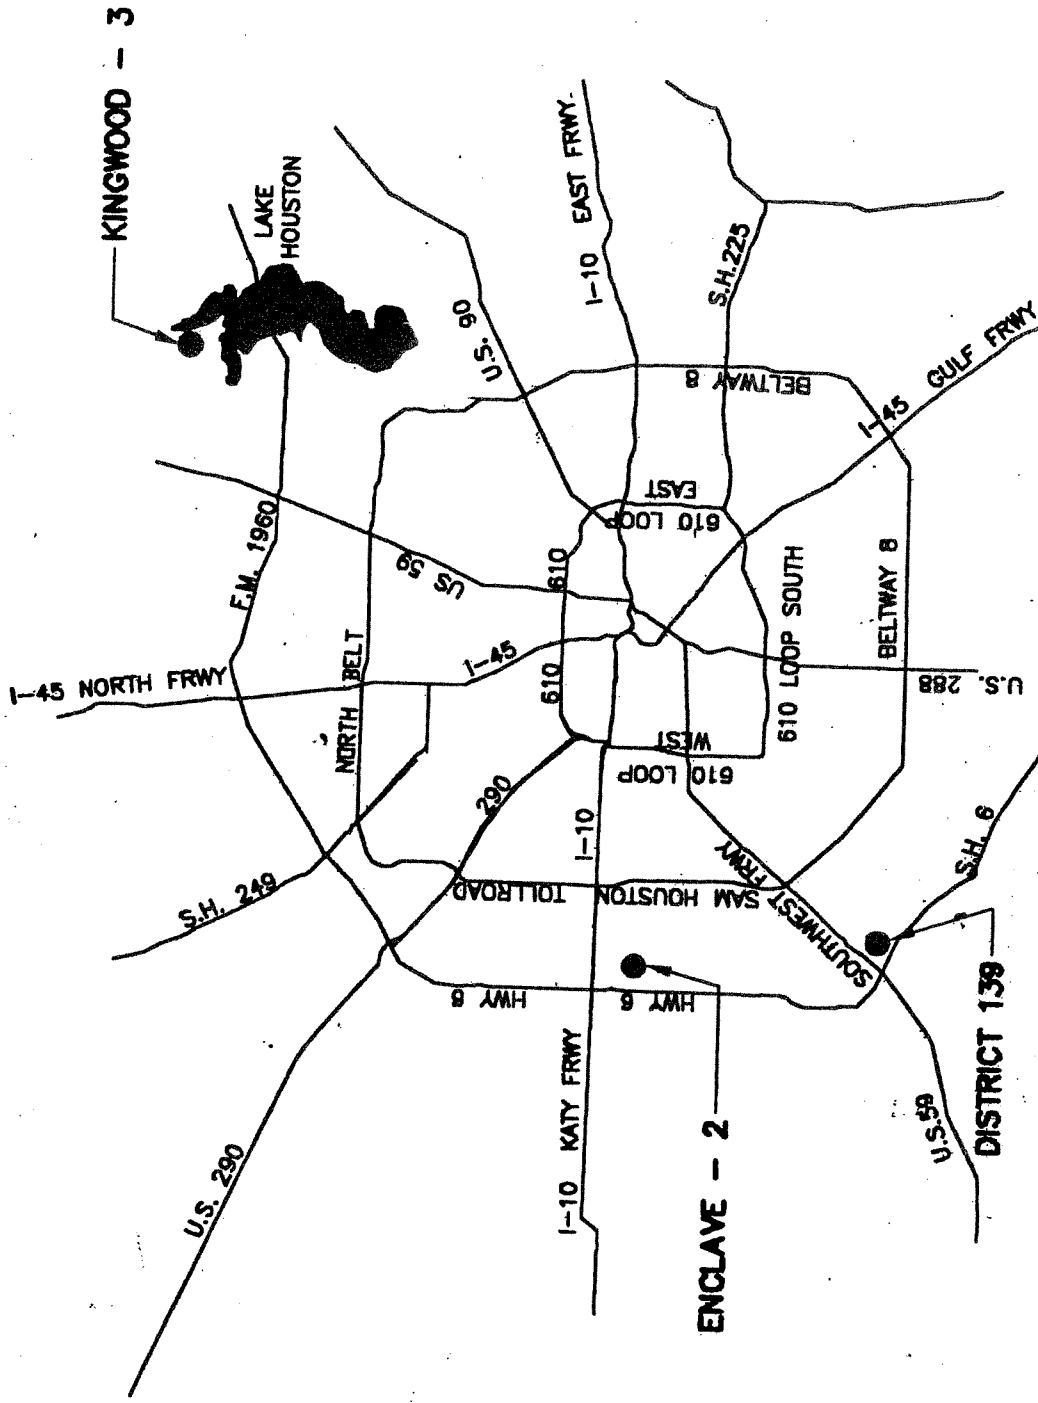 KINGWOOD - 3
LAKE
HOUSTON
I-45 NORTH FRWY
F.M. 1960
US 59
U.S. 90
I-10 EAST FRWY.
S.H.225
BELTWAY 8
I-45 GULF FRWY
NORTH BELT
I-45
610
610
610 LOOP
EAST
S.H. 249
290
I-10
610 LOOP
WEST
610 LOOP SOUTH
BELTWAY 8
U.S. 288
U.S. 290
HWY 6
HWY 6
SAM HOUSTON TOLLROAD
SOUTHWEST FRWY
S.H. 6
I-10 KATY FRWY
U.S.59
ENCLAVE - 2
DISTRICT 139